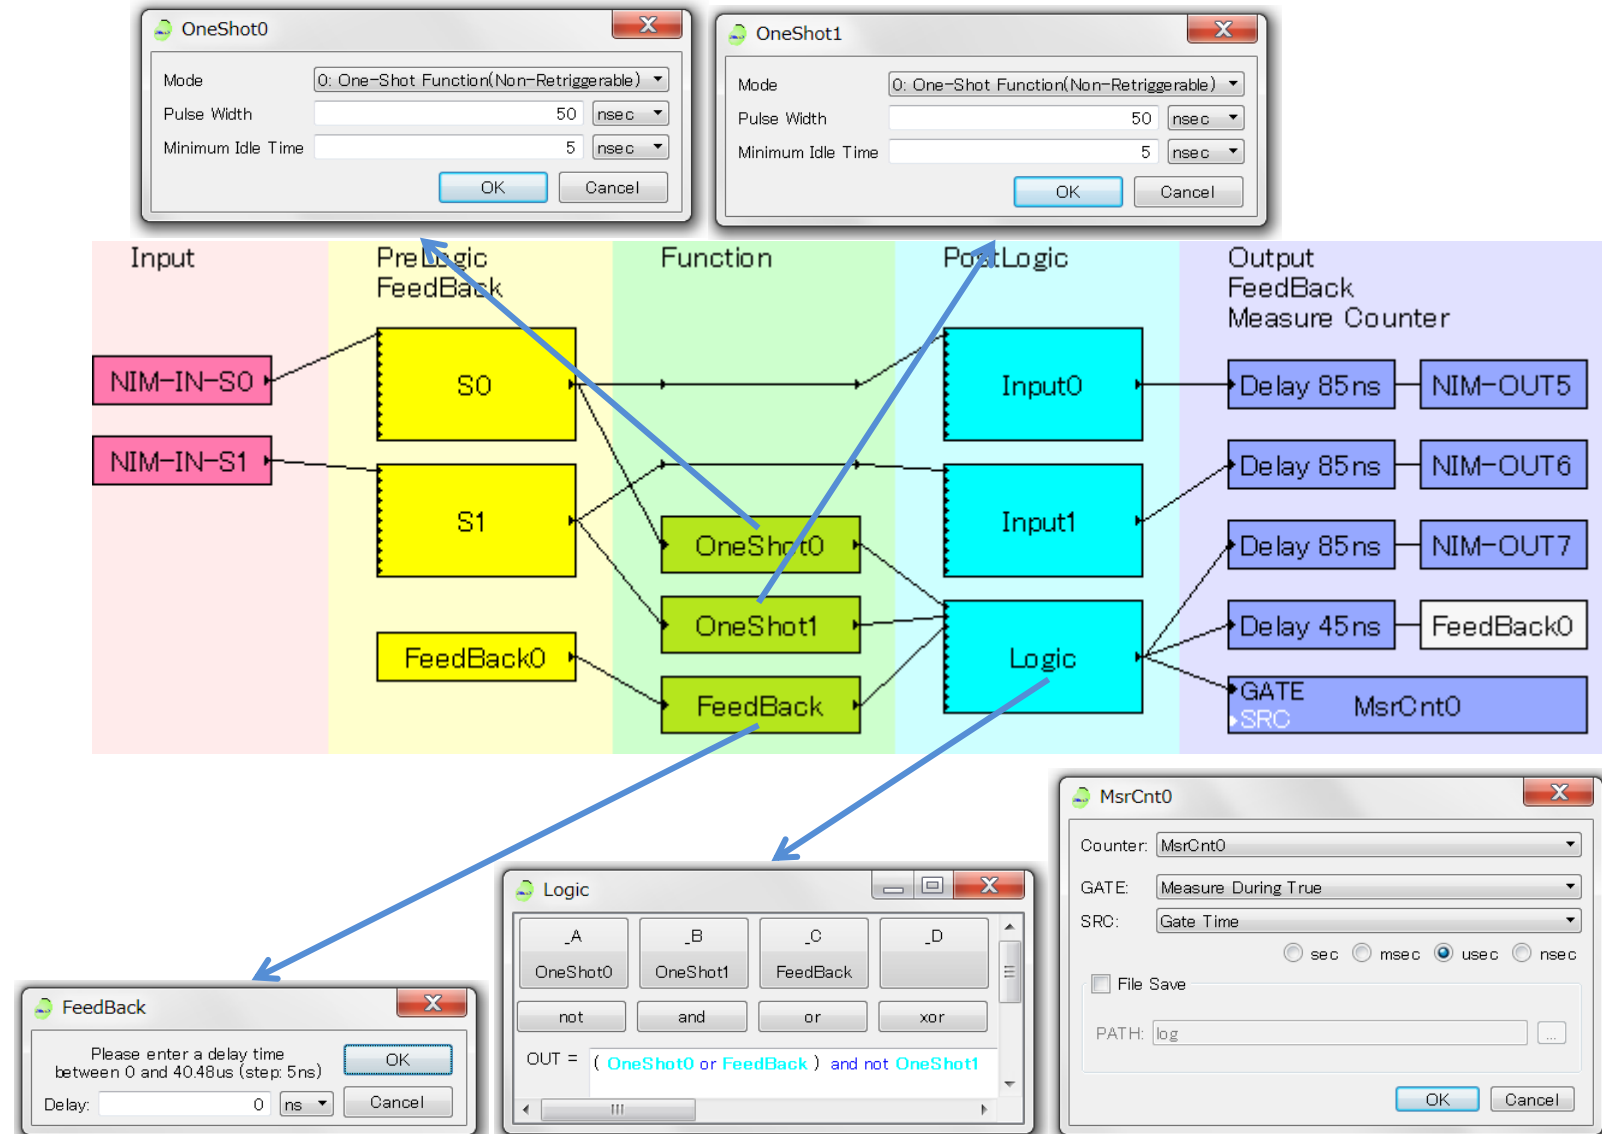 OneShot0
Mode 0: One-Shot Function(Non-Retriggerable)
Pulse Width 50 nsec
Minimum Idle Time 5 nsec
OK Cancel
OneShot1
Mode 0: One-Shot Function(Non-Retriggerable)
Pulse Width 50 nsec
Minimum Idle Time 5 nsec
OK Cancel
Input
PreLogic
FeedBack
Function
PostLogic
Output
FeedBack
Measure Counter
NIM-IN-S0
NIM-IN-S1
S0
S1
FeedBack0
OneShot0
OneShot1
FeedBack
Input0
Input1
Logic
Delay 85ns NIM-OUT5
Delay 85ns NIM-OUT6
Delay 85ns NIM-OUT7
Delay 45ns FeedBack0
GATE
SRC
MsrCnt0
FeedBack
Please enter a delay time
between 0 and 40.48us (step: 5ns)
OK
Delay: 0 ns Cancel
Logic
_A _B _C _D
OneShot0 OneShot1 FeedBack
not and or xor
OUT = ( OneShot0 or FeedBack ) and not OneShot1
MsrCnt0
Counter: MsrCnt0
GATE: Measure During True
SRC: Gate Time
sec msec usec nsec
File Save
PATH: log ...
OK Cancel